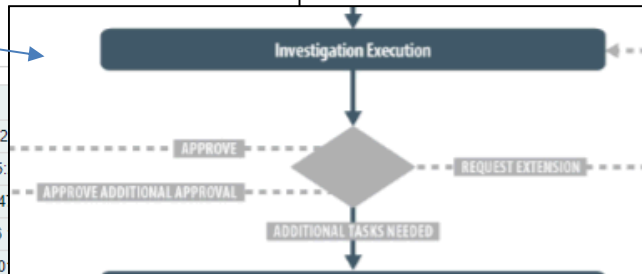 Investigation Execution
APPROVE
REQUEST EXTENSION
APPROVE ADDITIONAL APPROVAL
ADDITIONAL TASKS NEEDED